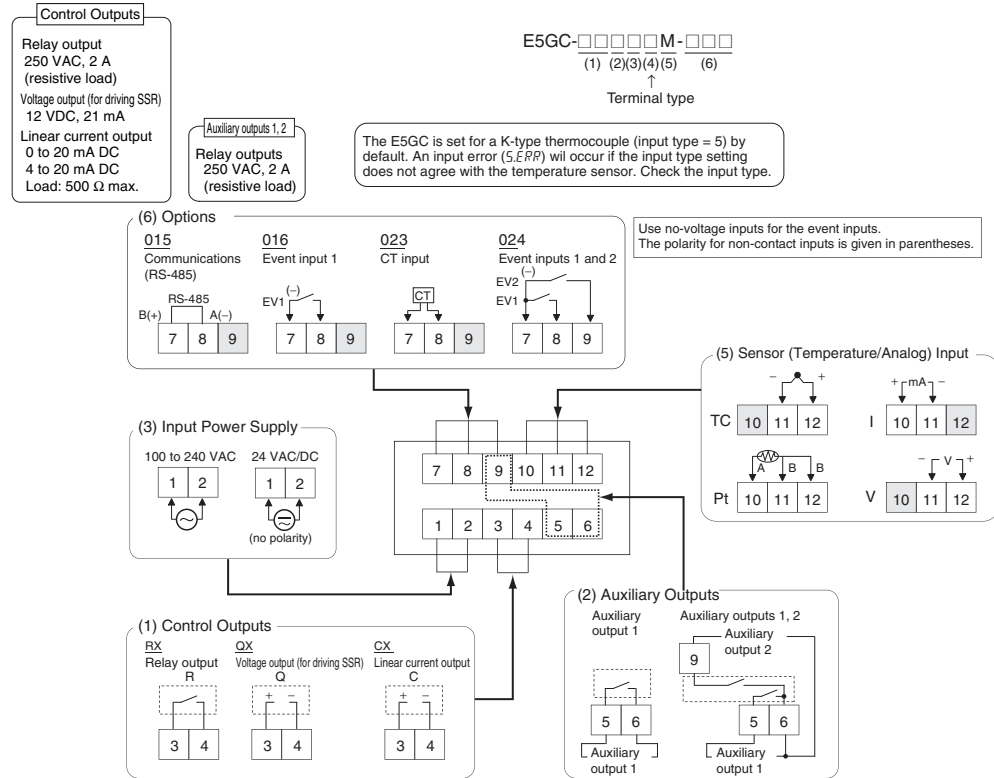 Control Outputs
Relay output
250 VAC, 2 A
(resistive load)
Voltage output (for driving SSR)
12 VDC, 21 mA
Linear current output
0 to 20 mA DC
4 to 20 mA DC
Load: 500 Ω max.
Auxiliary outputs 1, 2
Relay outputs
250 VAC, 2 A
(resistive load)
E5GC-□□□□□M-□□□
(1) (2)(3)(4)(5) (6)
↑
Terminal type
The E5GC is set for a K-type thermocouple (input type = 5) by
default. An input error (S.ERR) wil occur if the input type setting
does not agree with the temperature sensor. Check the input type.
Use no-voltage inputs for the event inputs.
The polarity for non-contact inputs is given in parentheses.
(6) Options
015
Communications
(RS-485)
RS-485
B(+) A(−)
7 8 9
016
Event input 1
(−)
EV1
7 8 9
023
CT input
CT
7 8 9
024
Event inputs 1 and 2
(−)
EV2
EV1
7 8 9
(5) Sensor (Temperature/Analog) Input
− +
TC 10 11 12
+ mA −
I 10 11 12
A B B
Pt 10 11 12
− V +
V 10 11 12
(3) Input Power Supply
100 to 240 VAC
1 2
24 VAC/DC
1 2
(no polarity)
7 8 9 10 11 12
1 2 3 4 5 6
(1) Control Outputs
RX
Relay output
R
3 4
QX
Voltage output (for driving SSR)
Q
+ −
3 4
CX
Linear current output
C
+ −
3 4
(2) Auxiliary Outputs
Auxiliary
output 1
5 6
Auxiliary
output 1
Auxiliary outputs 1, 2
Auxiliary
output 2
9
5 6
Auxiliary
output 1